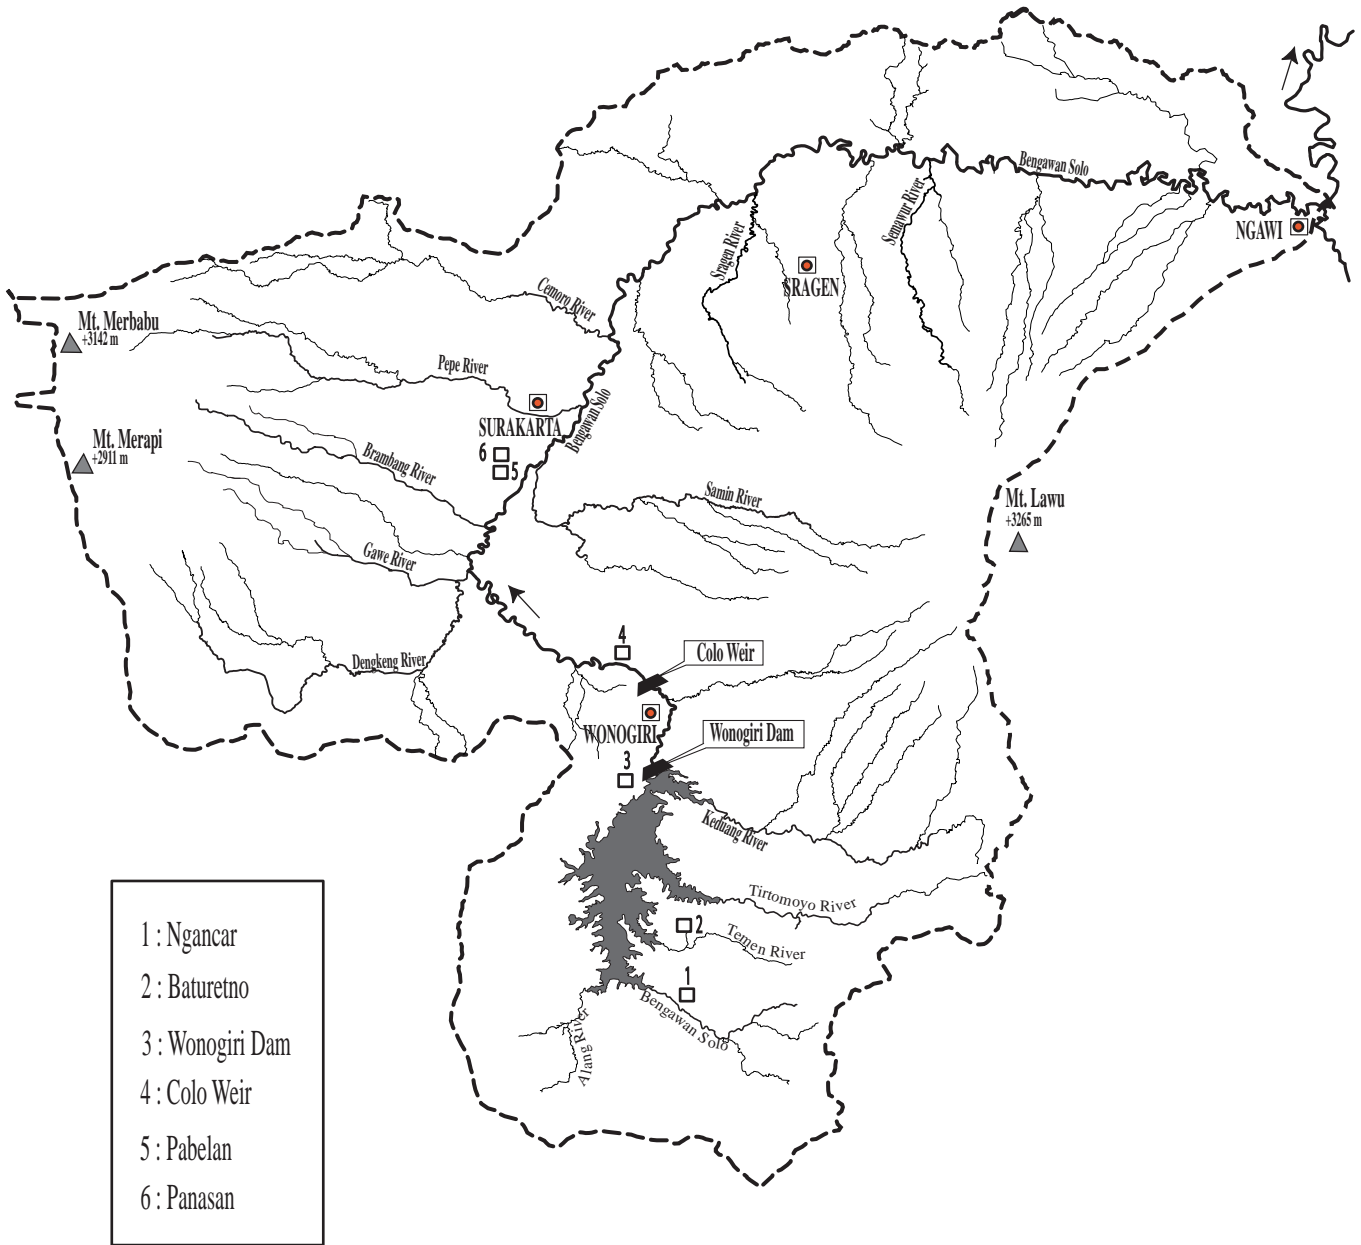 Bengawan Solo
Semawur River
Sragen River
NGAWI
SRAGEN
Cemoro River
Mt. Merbabu
+3142 m
Pepe River
Bengawan Solo
SURAKARTA
Mt. Merapi
+2911 m
6
5
Brambang River
Samin River
Mt. Lawu
+3265 m
Gawe River
4
Colo Weir
Dengkeng River
WONOGIRI
Wonogiri Dam
3
Keduang River
Tirtomoyo River
2
Temen River
1
Bengawan Solo
Alang River
1 : Ngancar
2 : Baturetno
3 : Wonogiri Dam
4 : Colo Weir
5 : Pabelan
6 : Panasan